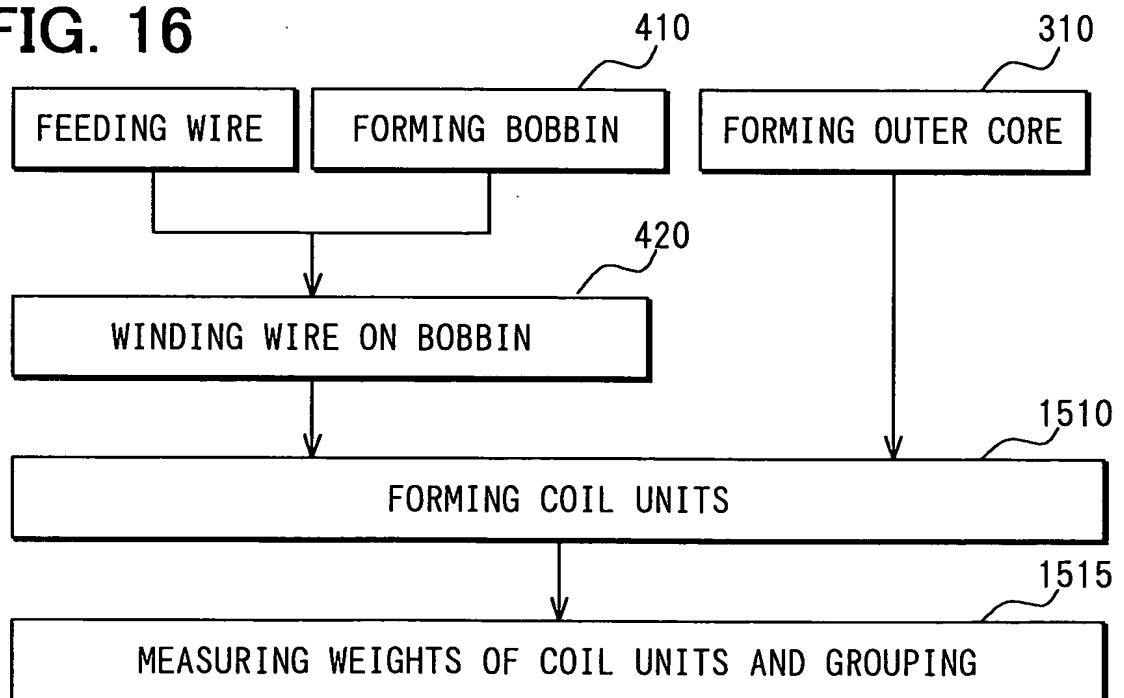 FIG. 16
410
310
FEEDING WIRE
FORMING BOBBIN
FORMING OUTER CORE
420
WINDING WIRE ON BOBBIN
1510
FORMING COIL UNITS
1515
MEASURING WEIGHTS OF COIL UNITS AND GROUPING